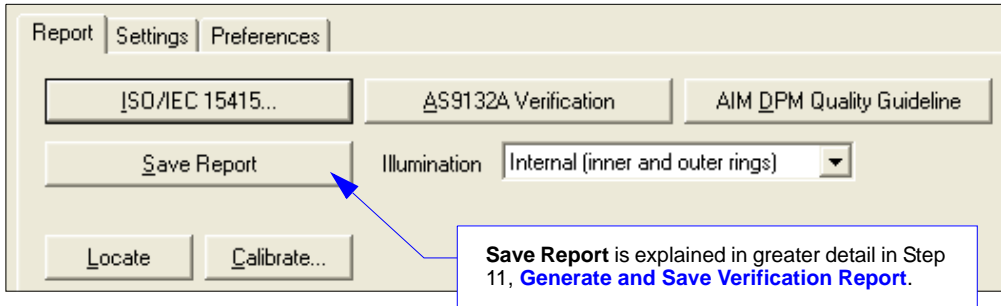 Report Settings Preferences
ISO/IEC 15415... AS9132A Verification AIM DPM Quality Guideline
Save Report Illumination Internal (inner and outer rings)
Locate Calibrate...
Save Report is explained in greater detail in Step
11, Generate and Save Verification Report.